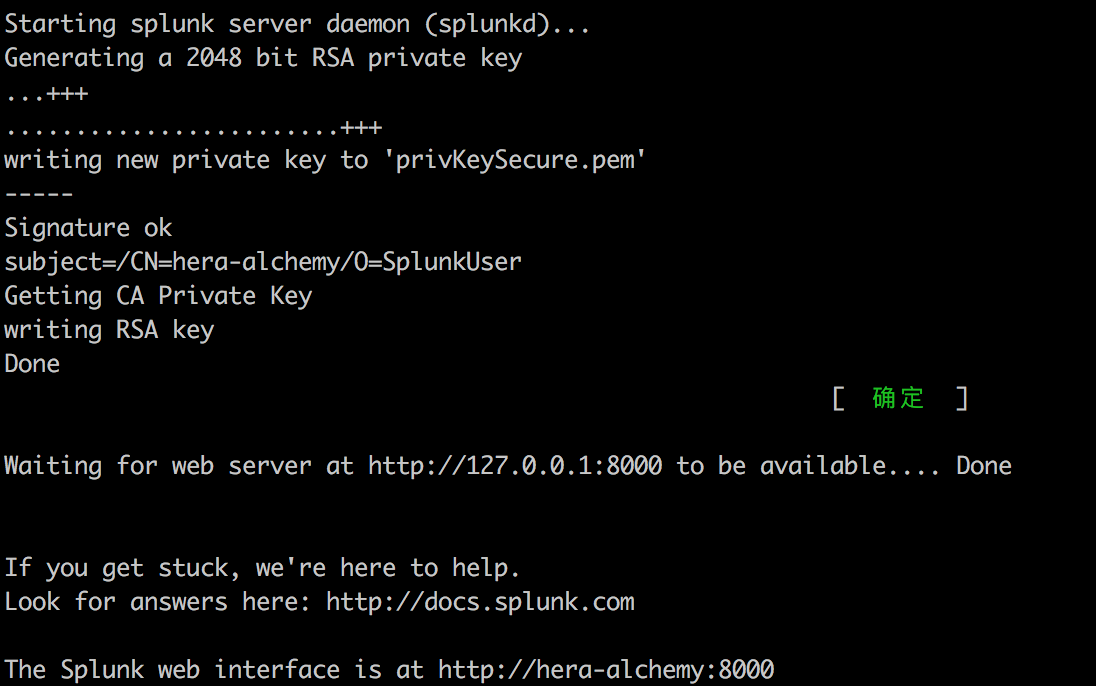 Starting splunk server daemon (splunkd)...
Generating a 2048 bit RSA private key
...+++
........................+++
writing new private key to 'privKeySecure.pem'
-----
Signature ok
subject=/CN=hera-alchemy/O=SplunkUser
Getting CA Private Key
writing RSA key
Done
[ 确定 ]
Waiting for web server at http://127.0.0.1:8000 to be available.... Done
If you get stuck, we're here to help.
Look for answers here: http://docs.splunk.com
The Splunk web interface is at http://hera-alchemy:8000